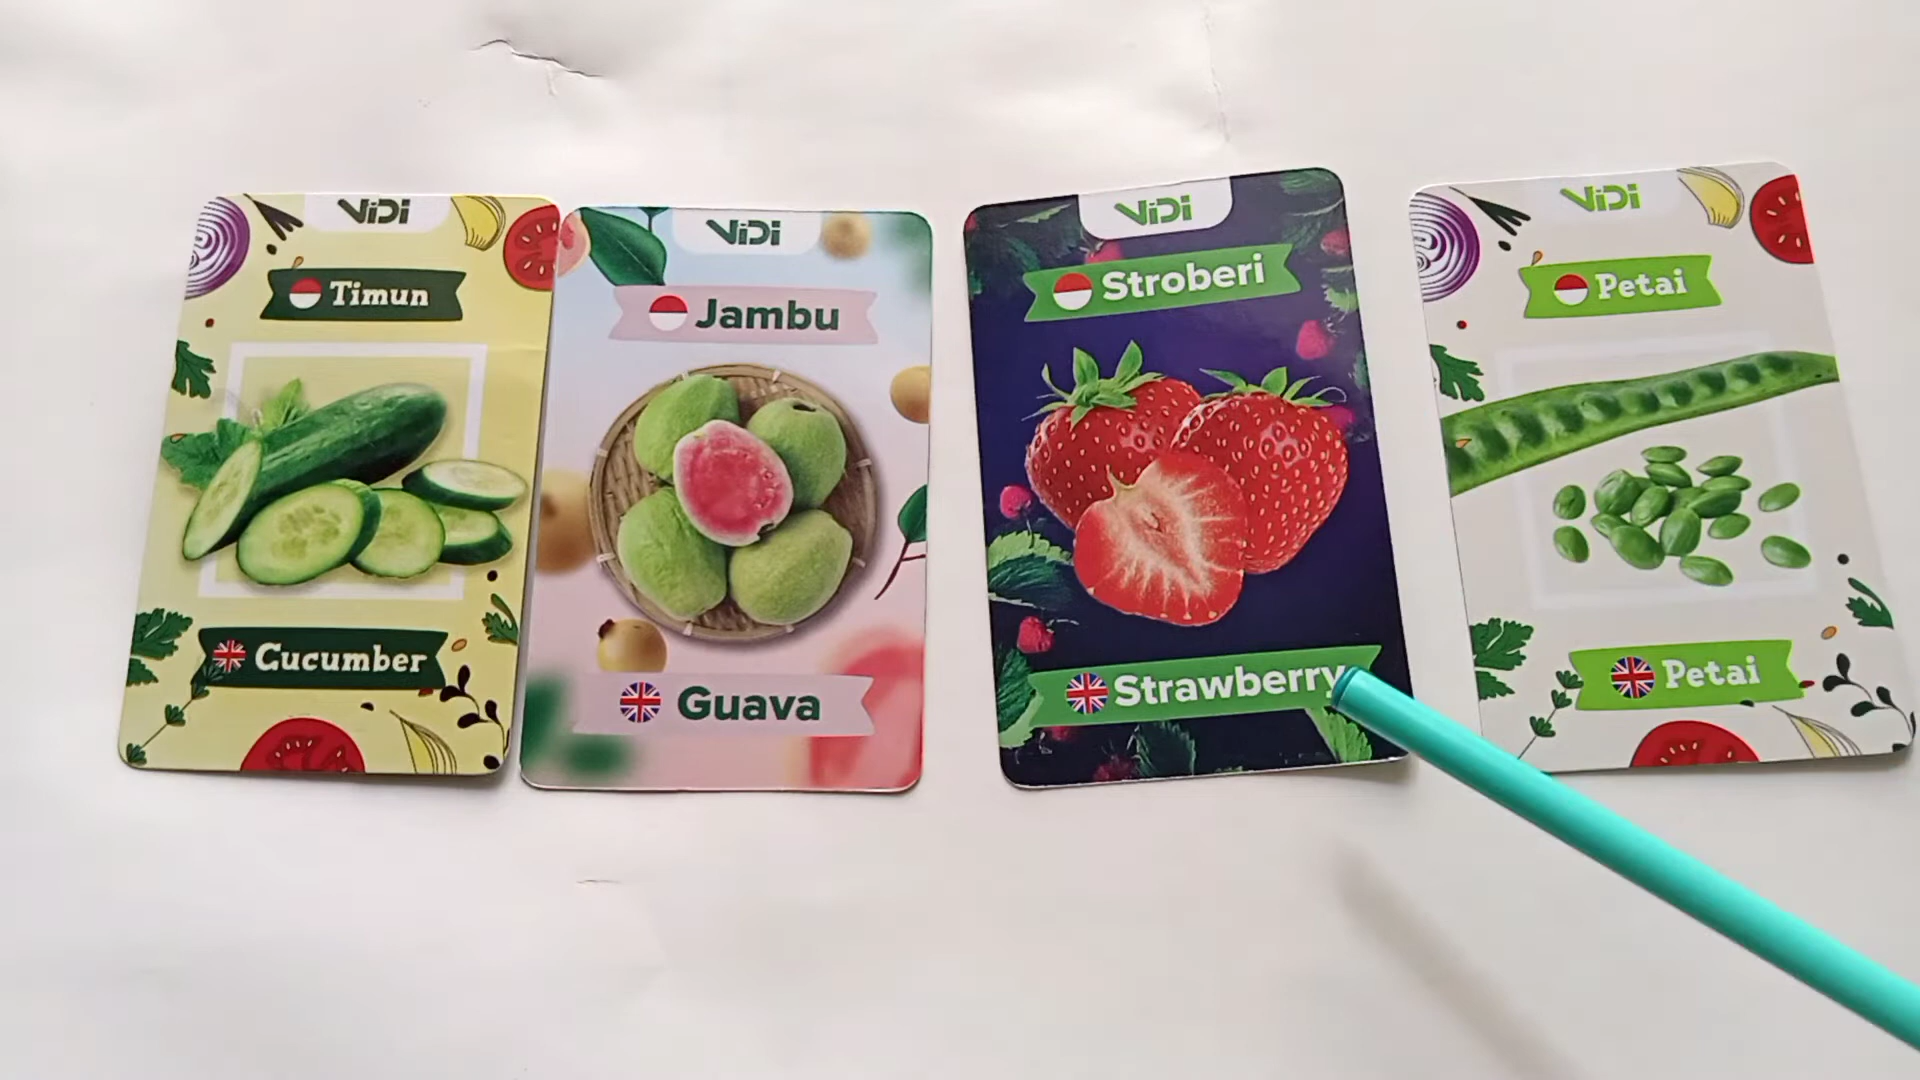 ViDi
Timun
Cucumber
ViDi
Jambu
Guava
ViDi
Stroberi
Strawberry
ViDi
Petai
Petai